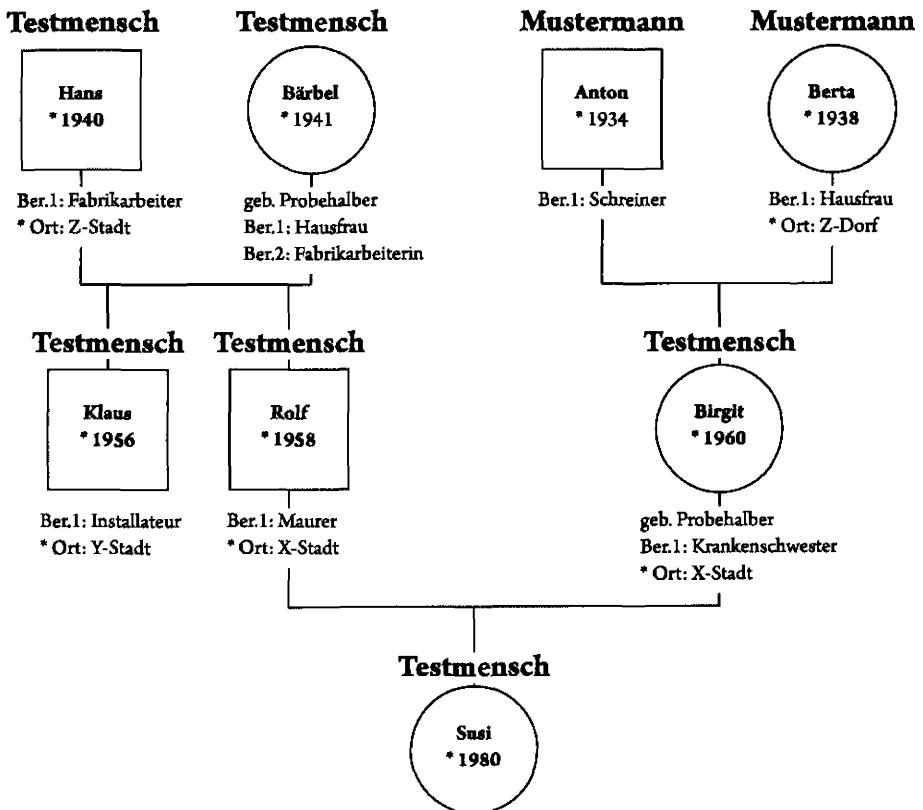 Testmensch
Hans
* 1940
Ber.1: Fabrikarbeiter
* Ort: Z-Stadt
Testmensch
Bärbel
* 1941
geb. Probehalber
Ber.1: Hausfrau
Ber.2: Fabrikarbeiterin
Mustermann
Anton
* 1934
Ber.1: Schreiner
Mustermann
Berta
* 1938
Ber.1: Hausfrau
* Ort: Z-Dorf
Testmensch
Klaus
* 1956
Ber.1: Installateur
* Ort: Y-Stadt
Testmensch
Rolf
* 1958
Ber.1: Maurer
* Ort: X-Stadt
Testmensch
Birgit
* 1960
geb. Probehalber
Ber.1: Krankenschwester
* Ort: X-Stadt
Testmensch
Susi
* 1980